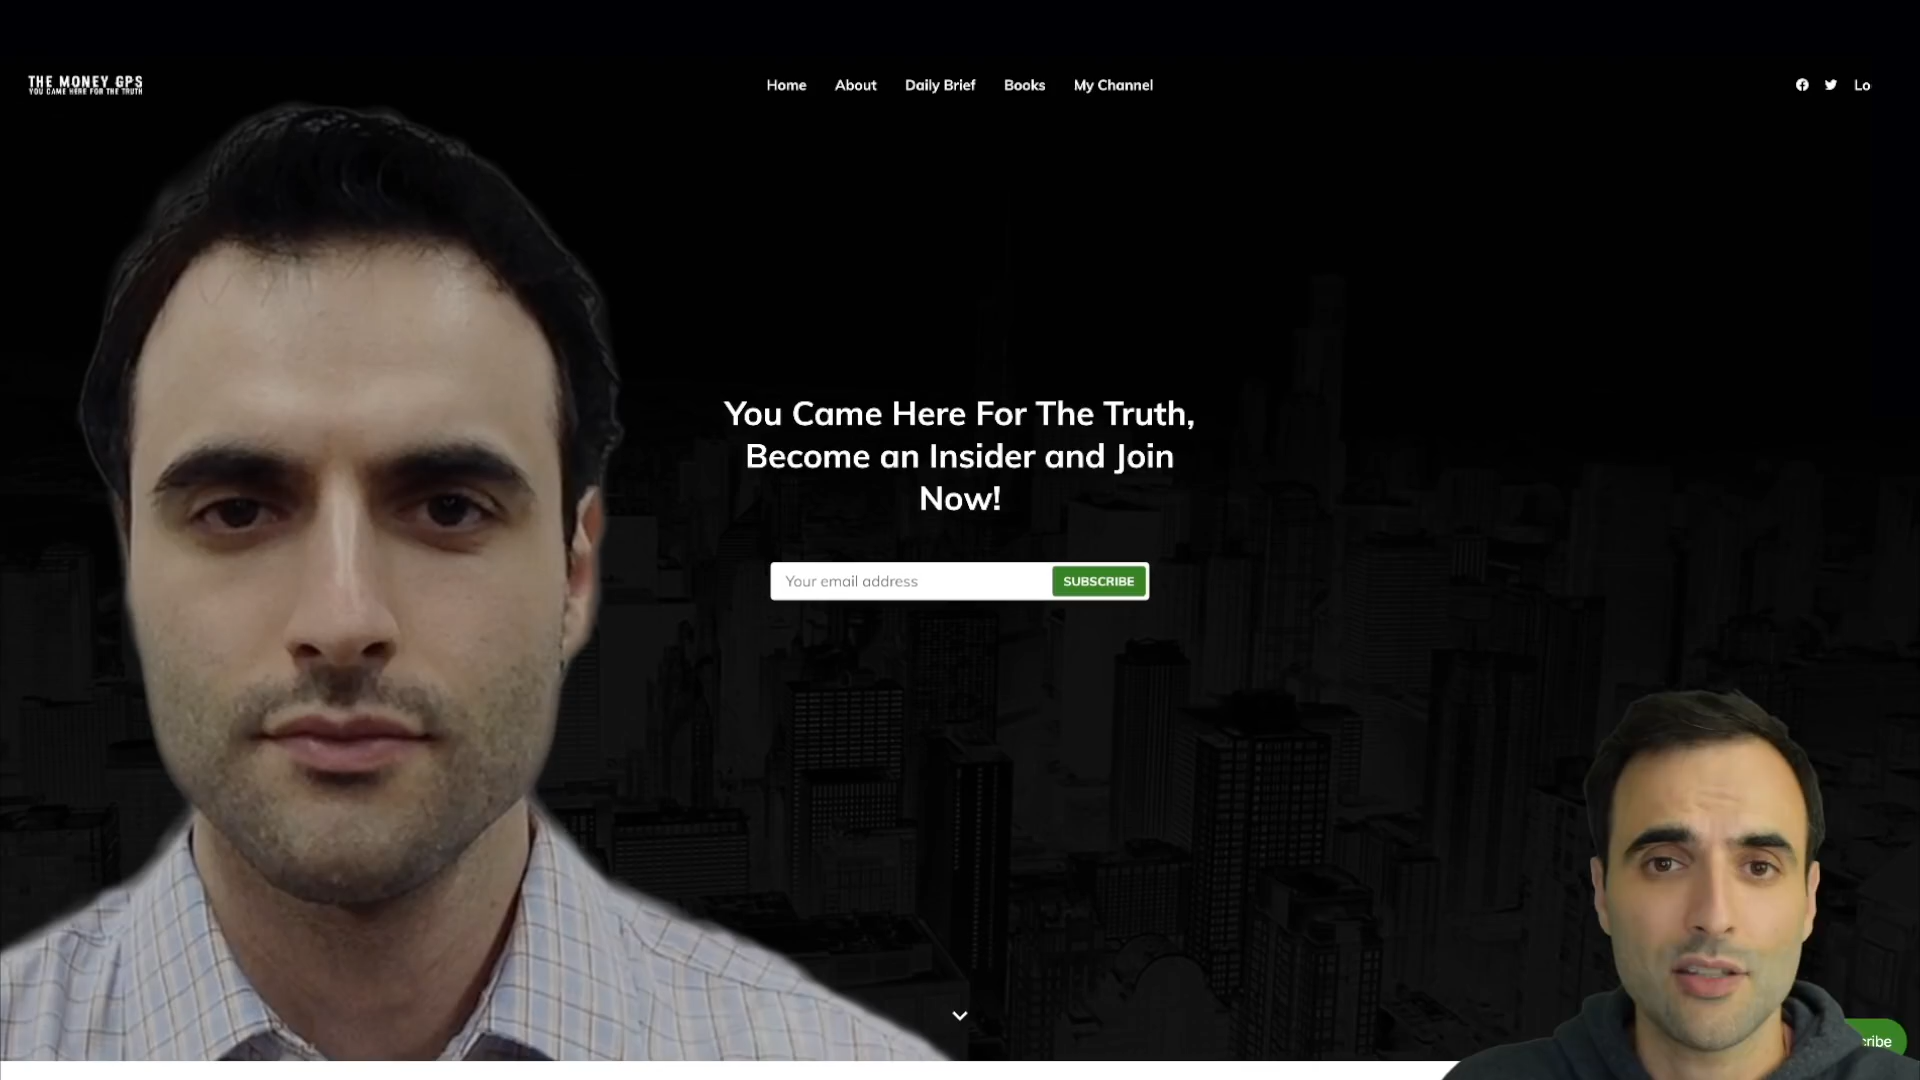 THE MONEY GPS
YOU CAME HERE FOR THE TRUTH
Home
About
Daily Brief
Books
My Channel
Lo
You Came Here For The Truth,
Become an Insider and Join
Now!
Your email address
SUBSCRIBE
cribe